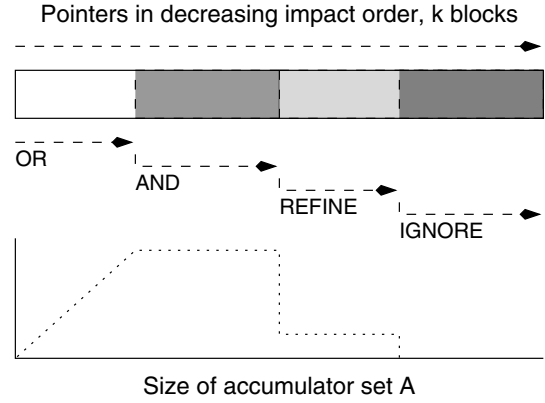 Pointers in decreasing impact order, k blocks
OR
AND
REFINE
IGNORE
Size of accumulator set A